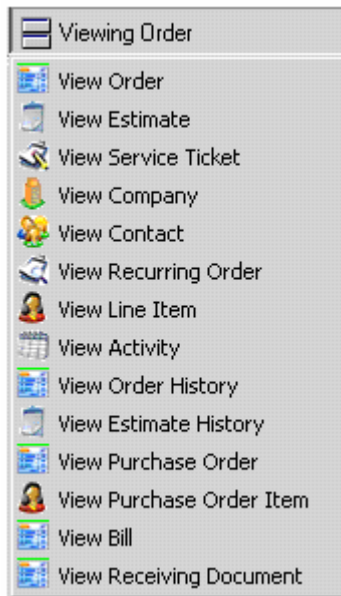 Viewing Order
View Order
View Estimate
View Service Ticket
View Company
View Contact
View Recurring Order
View Line Item
View Activity
View Order History
View Estimate History
View Purchase Order
View Purchase Order Item
View Bill
View Receiving Document